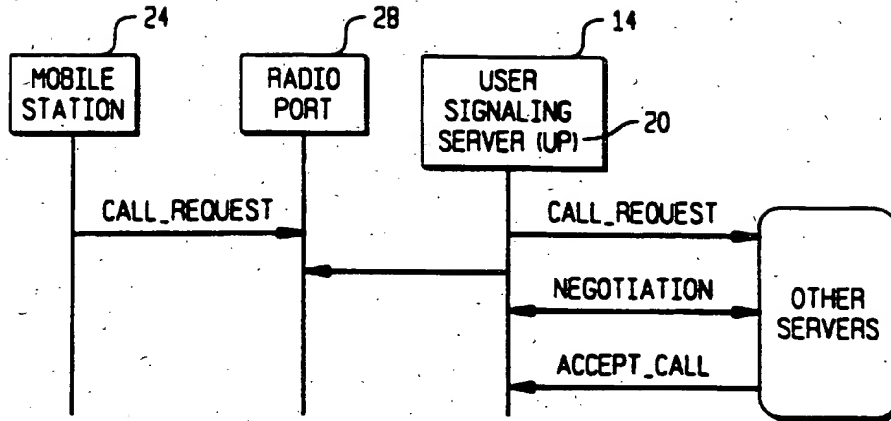 24
28
14
MOBILE
STATION
RADIO
PORT
USER
SIGNALING
SERVER (UP)
20
CALL_REQUEST
CALL_REQUEST
NEGOTIATION
OTHER
SERVERS
ACCEPT_CALL